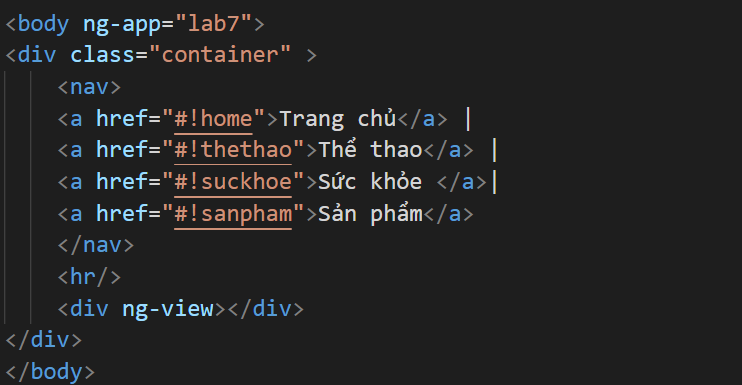 <body ng-app="lab7">
<div class="container" >
<nav>
<a href="#!home">Trang chủ</a> |
<a href="#!thethao">Thể thao</a> |
<a href="#!suckhoe">Sức khỏe </a>|
<a href="#!sanpham">Sản phẩm</a>
</nav>
<hr/>
<div ng-view></div>
</div>
</body>